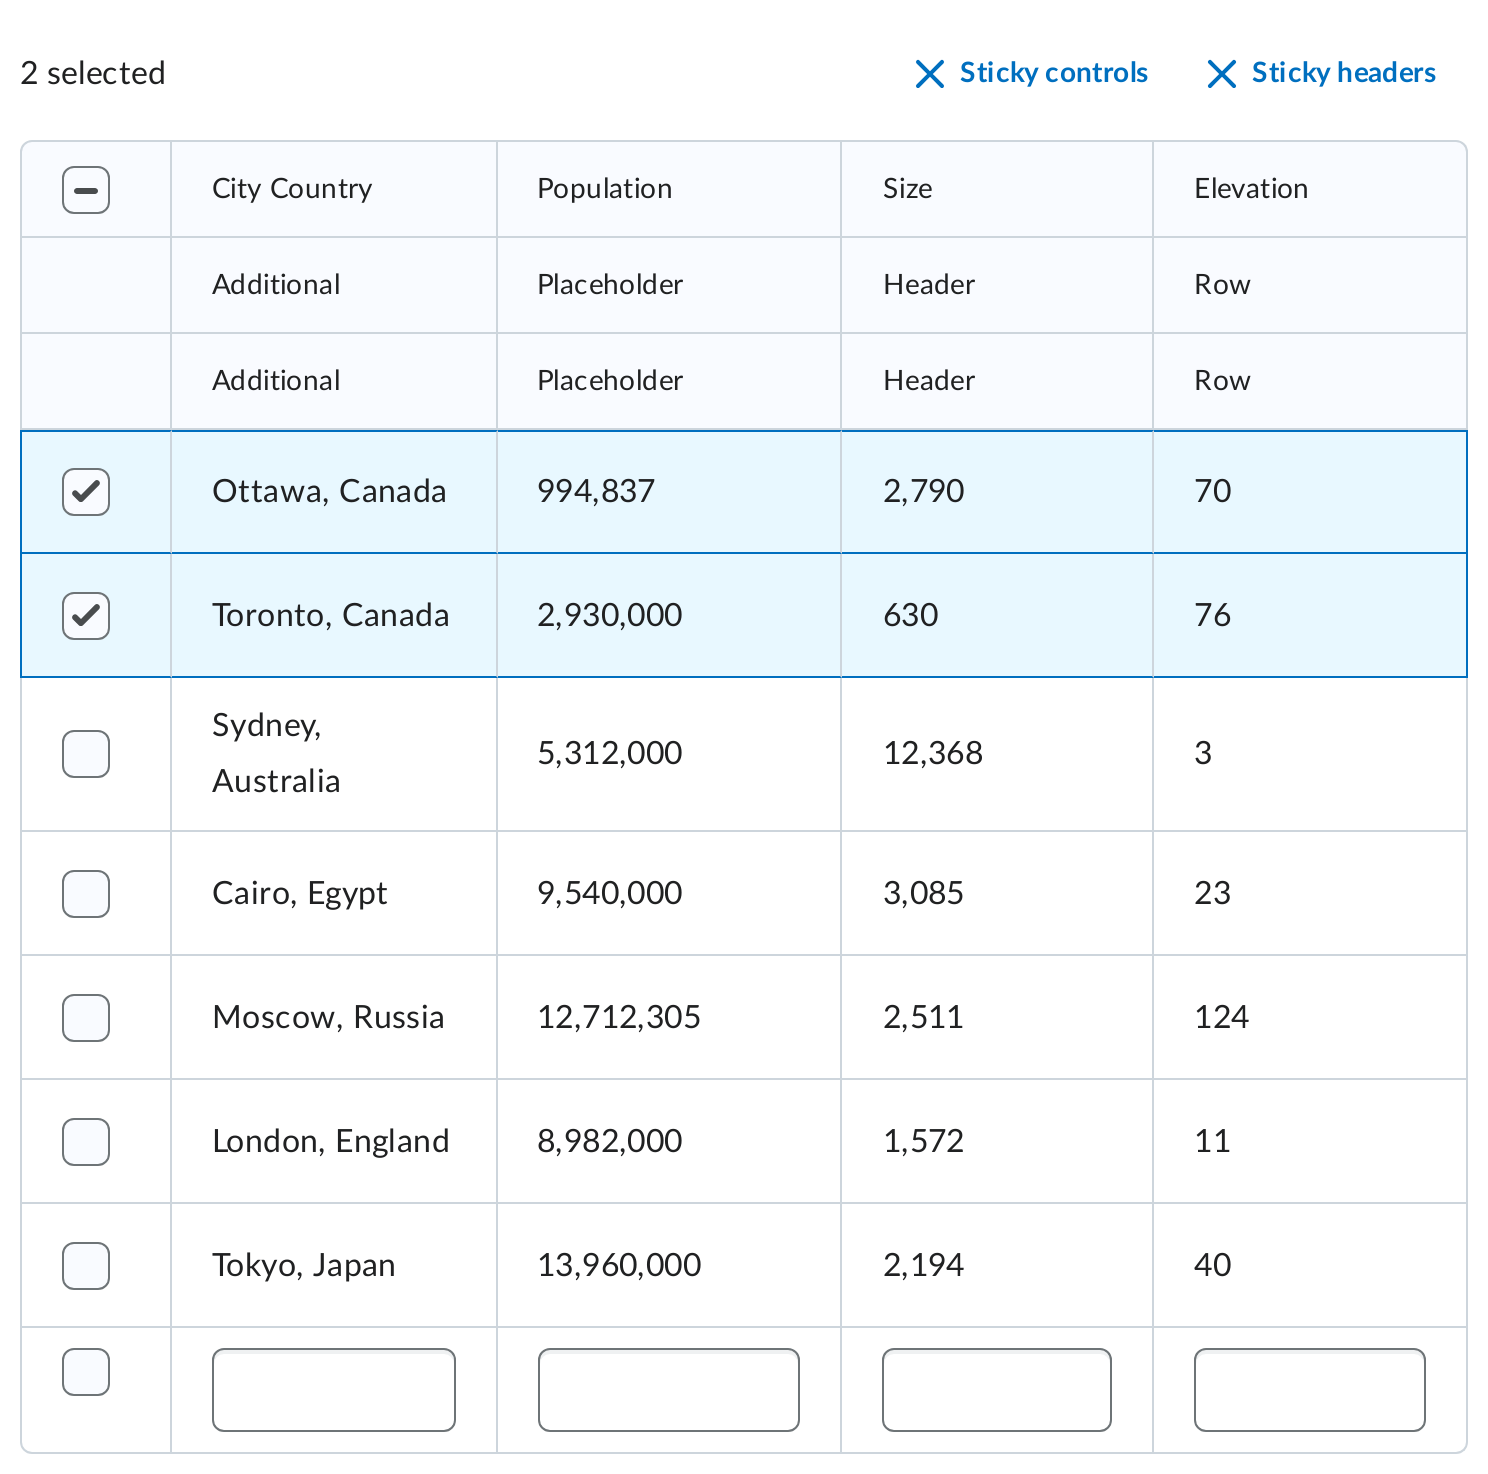 2 selected Sticky controls Sticky headers
City Country Population Size Elevation
Additional Placeholder Header Row
Additional Placeholder Header Row
Ottawa, Canada 994,837 2,790 70
Toronto, Canada 2,930,000 630 76
Sydney,
Australia 5,312,000 12,368 3
Cairo, Egypt 9,540,000 3,085 23
Moscow, Russia 12,712,305 2,511 124
London, England 8,982,000 1,572 11
Tokyo, Japan 13,960,000 2,194 40